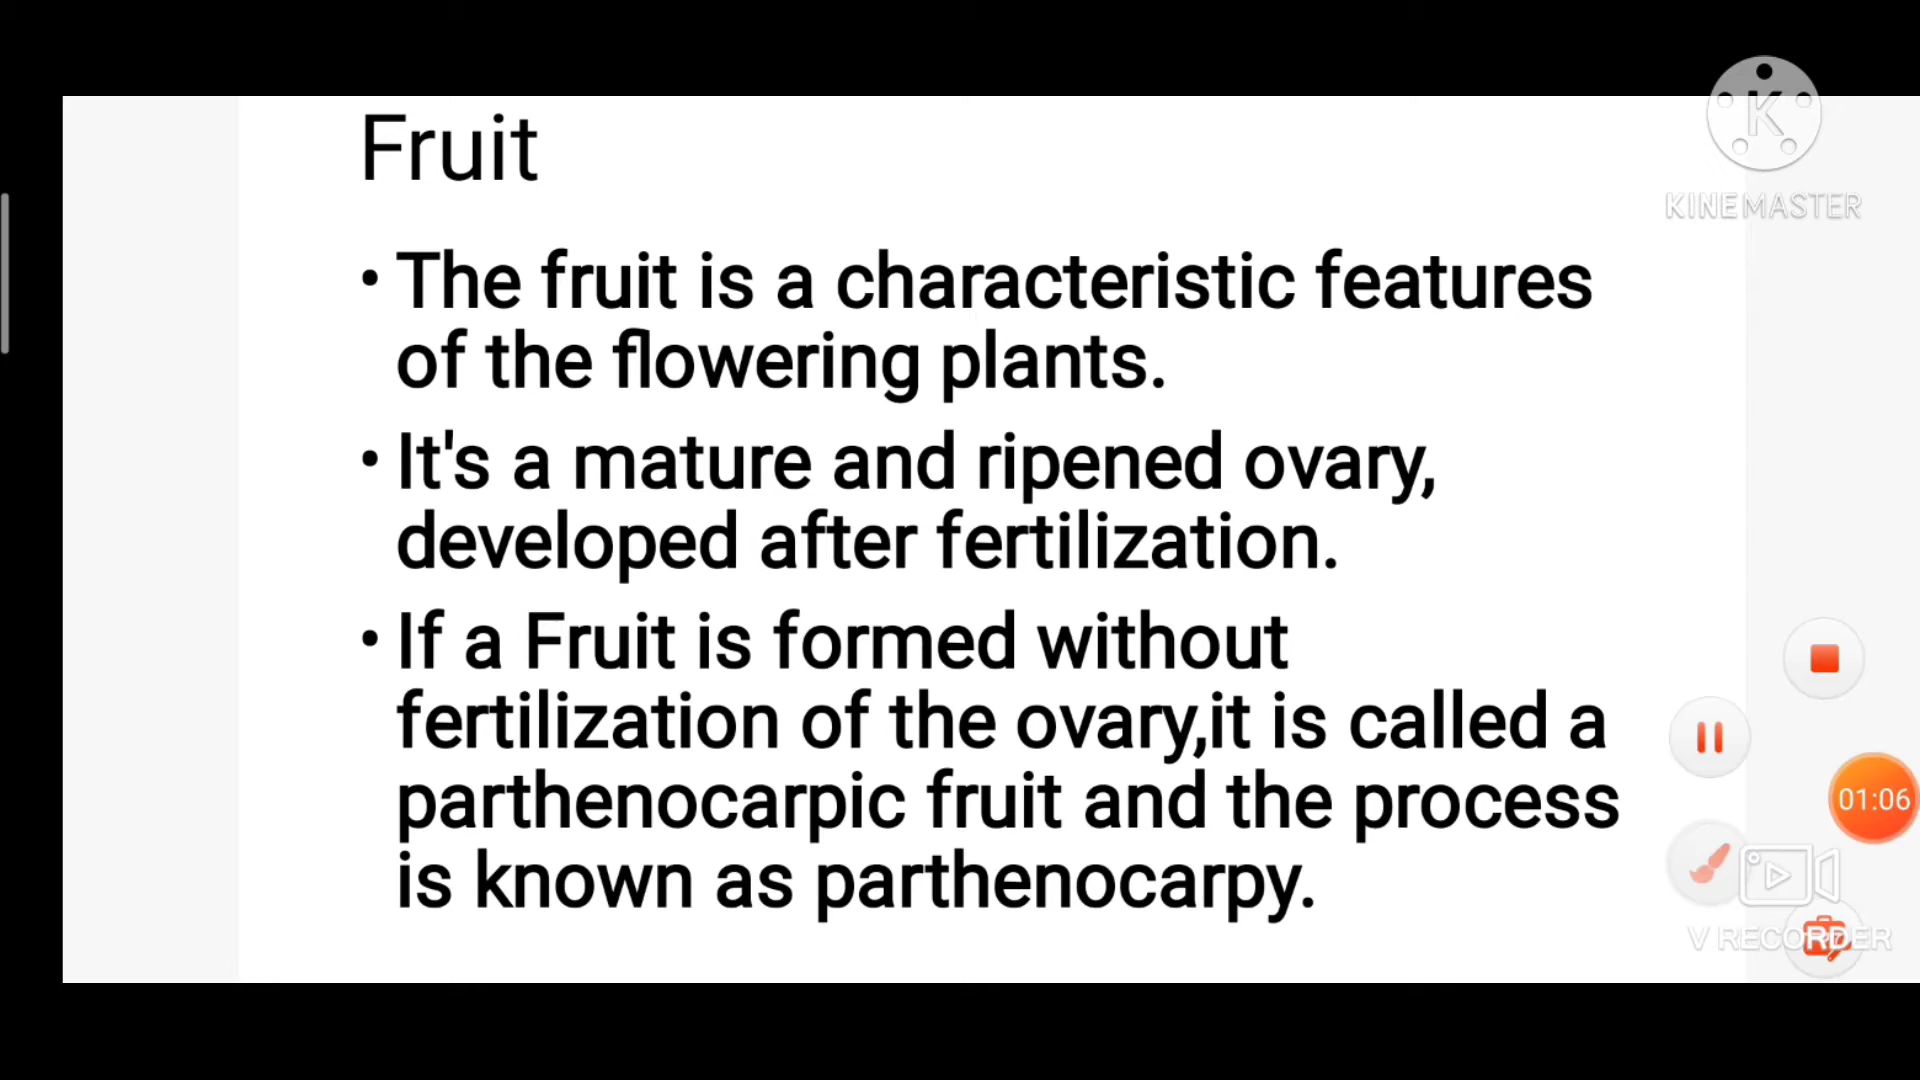 Fruit
K
KINEMASTER
• The fruit is a characteristic features
of the flowering plants.
• It's a mature and ripened ovary,
developed after fertilization.
• If a Fruit is formed without
fertilization of the ovary,it is called a
parthenocarpic fruit and the process
is known as parthenocarpy.
01:06
V RECORDER